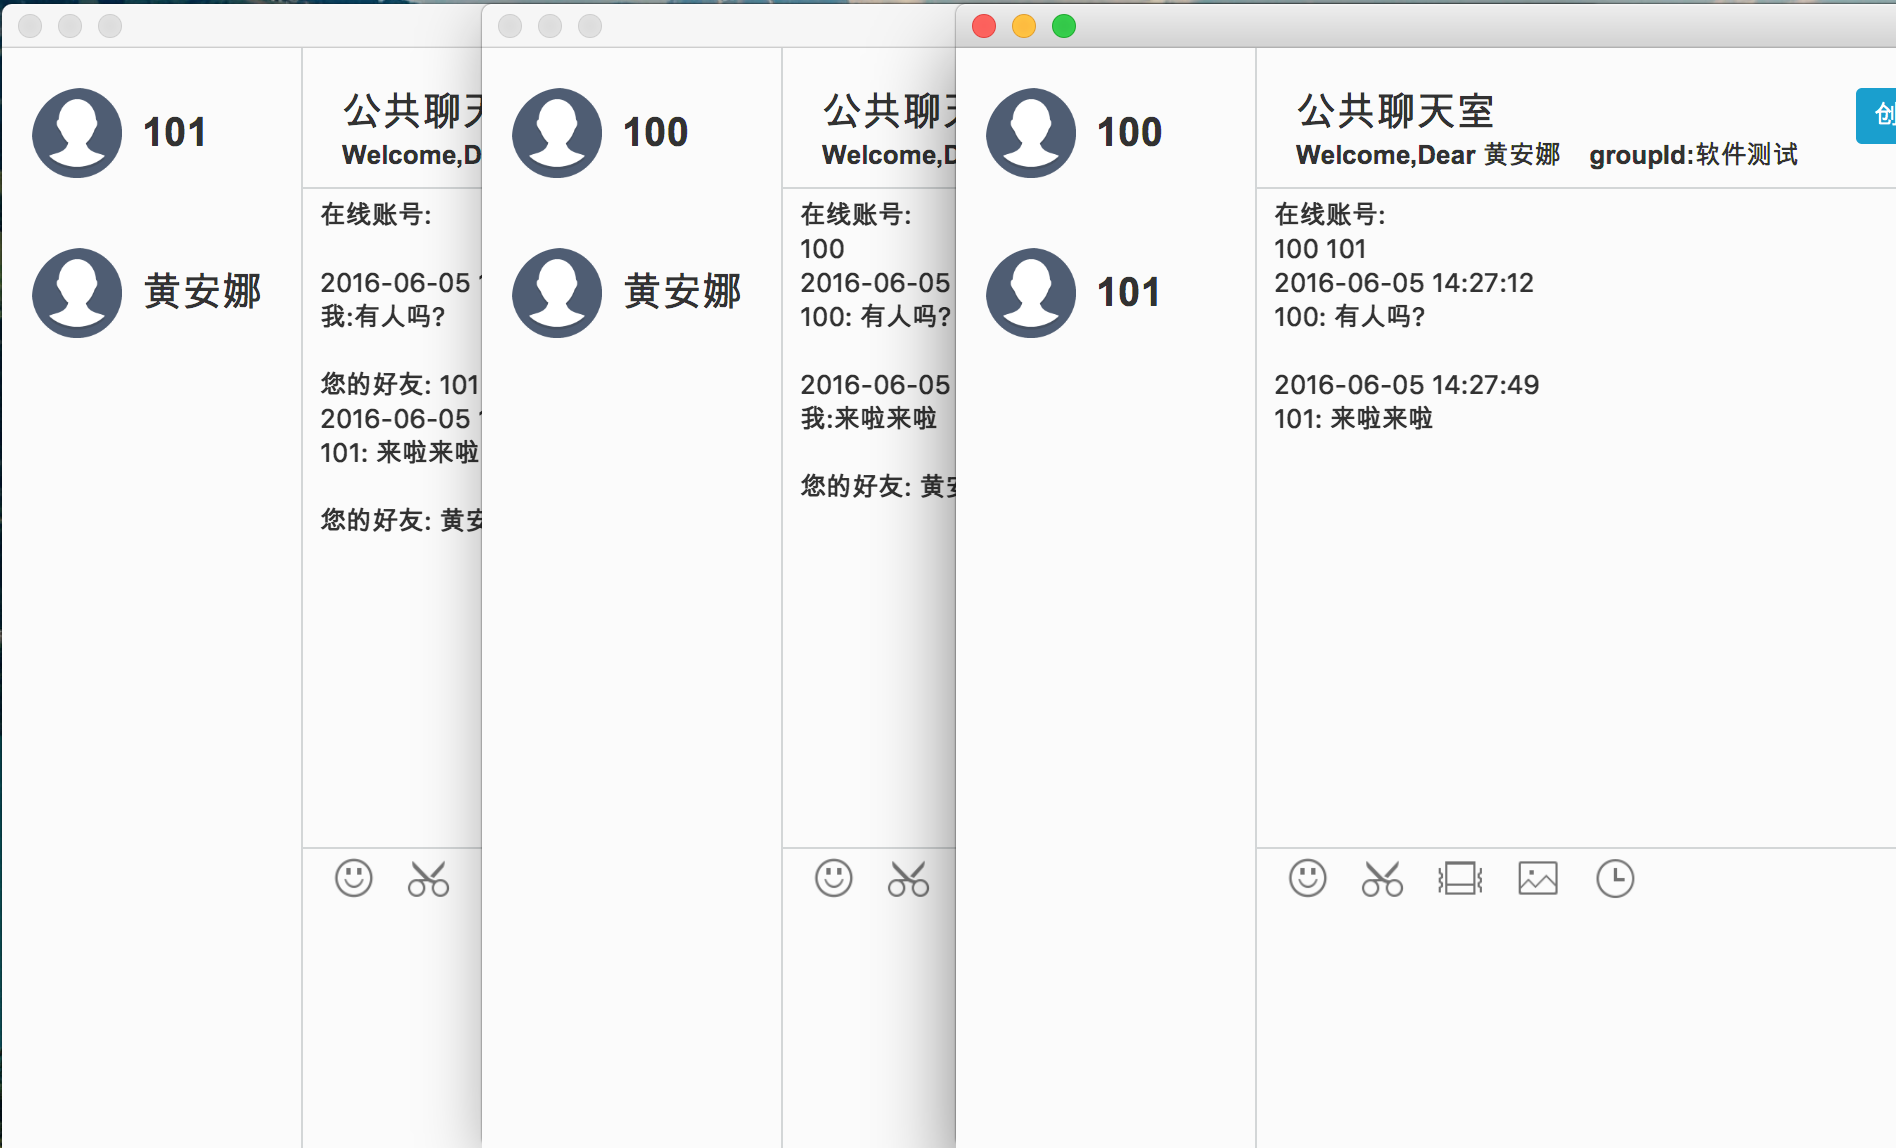 101
黄安娜
公共聊
Welcome,D
在线账号:
2016-06-05
我:有人吗?
您的好友: 101
2016-06-05
101: 来啦来啦
您的好友: 黄安
100
黄安娜
公共聊
Welcome,D
在线账号:
100
2016-06-05
100: 有人吗?
2016-06-05
我:来啦来啦
您的好友: 黄安
100
101
公共聊天室
Welcome,Dear 黄安娜 groupId:软件测试
创
在线账号:
100 101
2016-06-05 14:27:12
100: 有人吗?
2016-06-05 14:27:49
101: 来啦来啦